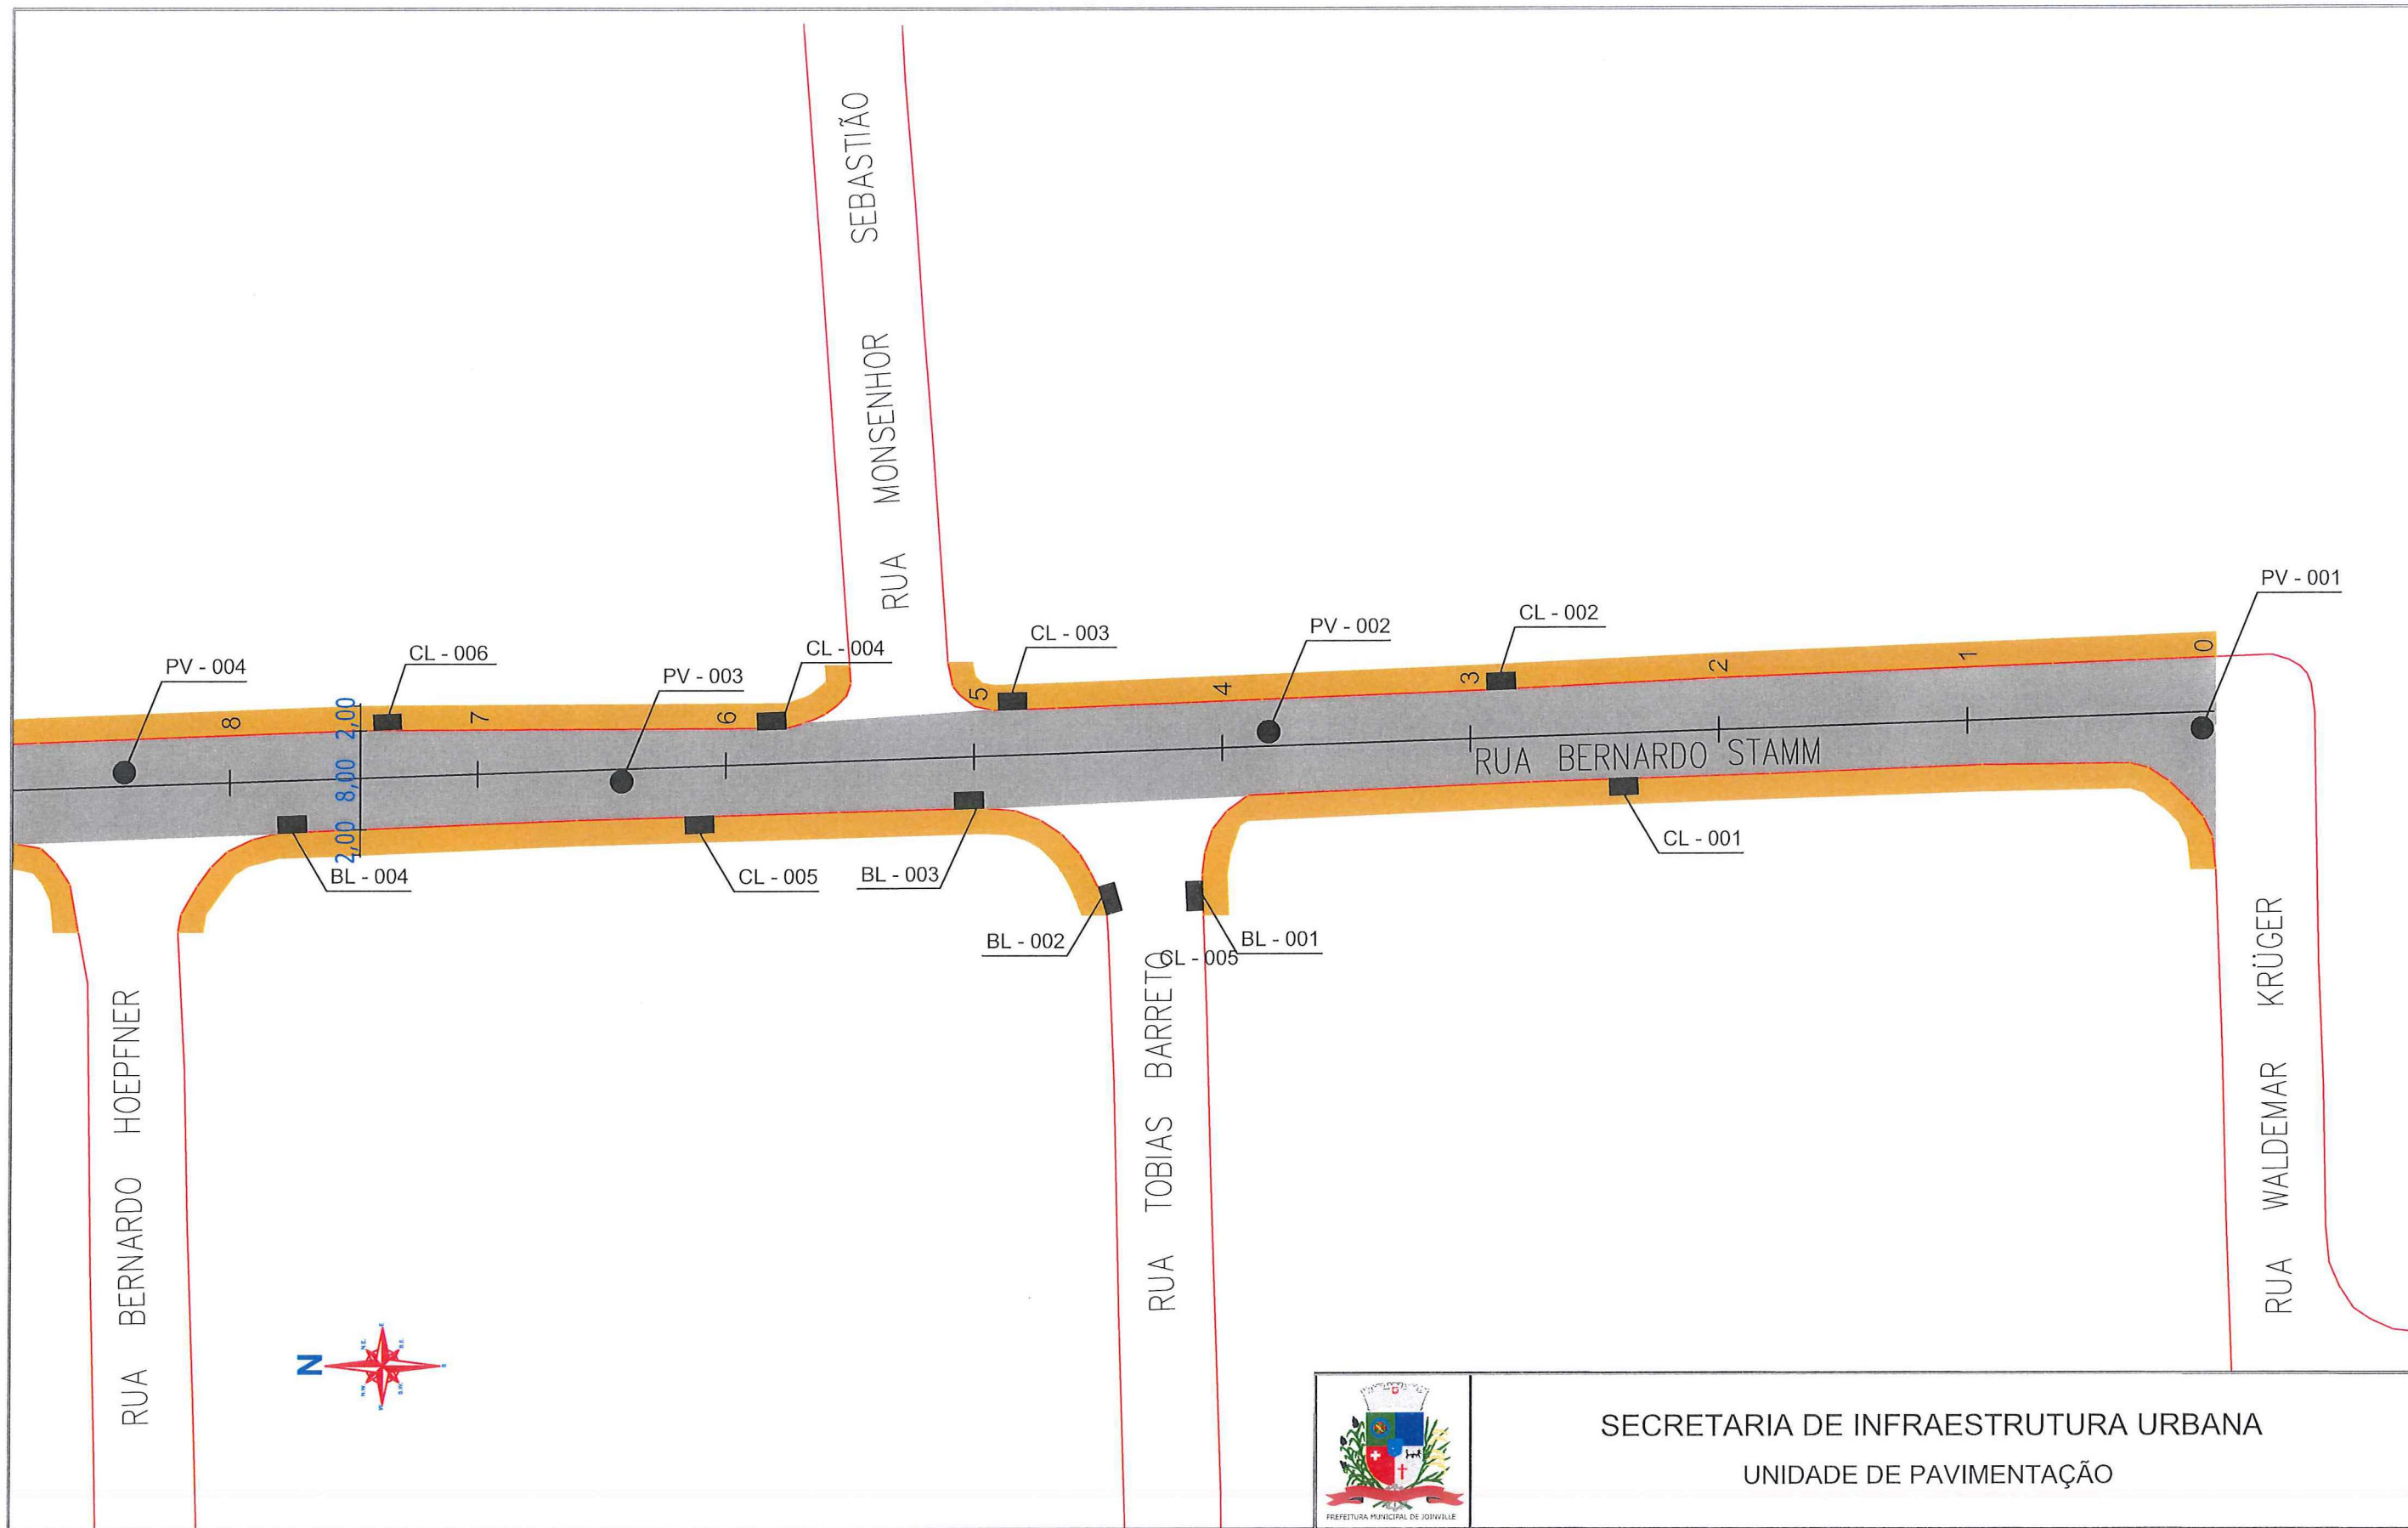 RUA MONSENHOR SEBASTIÃO
PV - 001
CL - 002
PV - 002
CL - 003
CL - 004
CL - 006
PV - 003
PV - 004
8
7
6
5
4
3
2
1
0
2,00
8,00
2,00
RUA BERNARDO STAMM
CL - 001
BL - 004
CL - 005
BL - 003
BL - 002
BL - 001
CL - 005
RUA BERNARDO HOEPFNER
RUA TOBIAS BARRETO
RUA WALDEMAR KRÜGER
N
N.E.
E
S.E.
S
S.W.
W
N.W
SECRETARIA DE INFRAESTRUTURA URBANA
UNIDADE DE PAVIMENTAÇÃO
PREFEITURA MUNICIPAL DE JOINVILLE